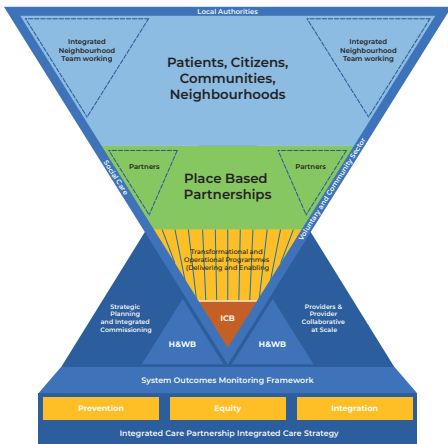 Local Authorities
Integrated
Neighbourhood
Team working
Integrated
Neighbourhood
Team working
Patients, Citizens,
Communities,
Neighbourhoods
Social Care
Voluntary and Community Sector
Partners
Partners
Place Based
Partnerships
Transformational and
Operational Programmes
(Delivering and Enabling
ICB
Strategic
Planning
and Integrated
Commissioning
Providers &
Provider
Collaborative
at Scale
H&WB
H&WB
System Outcomes Monitoring Framework
Prevention
Equity
Integration
Integrated Care Partnership Integrated Care Strategy